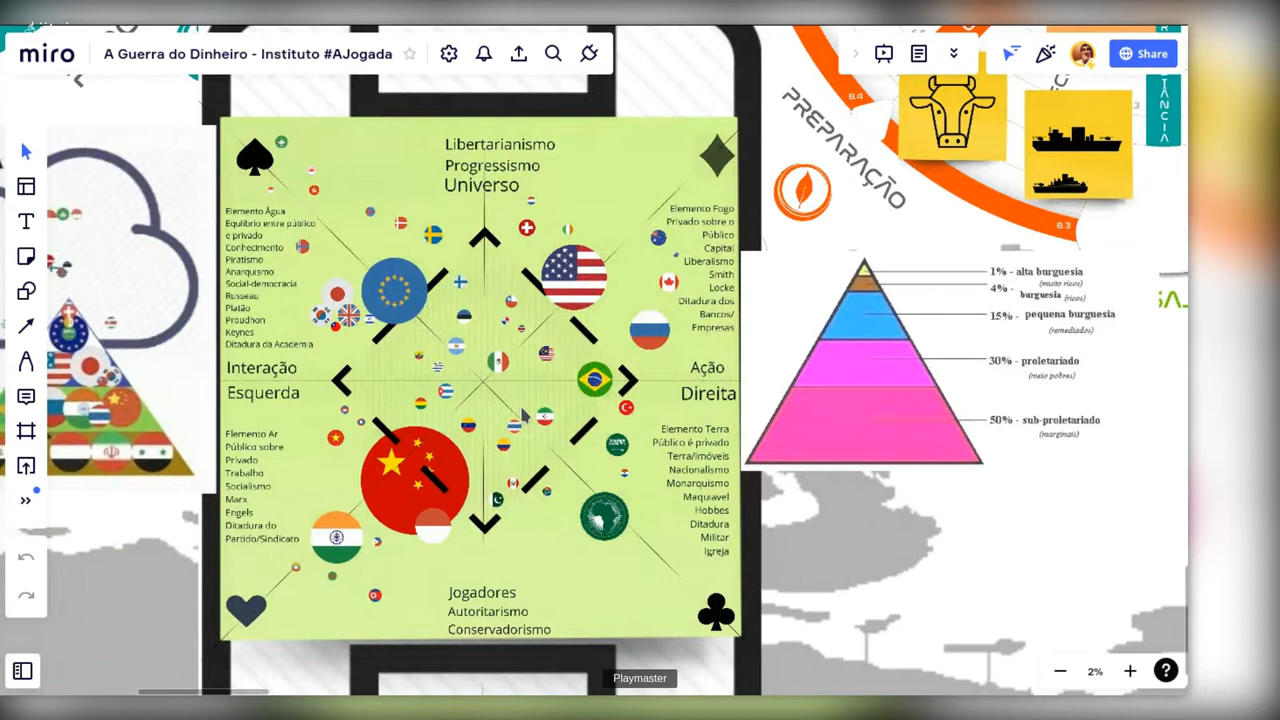 miro
A Guerra do Dinheiro - Instituto #AJogada
Share
Libertarianismo
Progressismo
Universo
Elemento Água
Equilíbrio entre público
e privado
Conhecimento
Piratismo
Anarquismo
Social-democracia
Russeau
Platão
Proudhon
Keynes
Ditadura da Academia
Elemento Fogo
Privado sobre o
Público
Capital
Liberalismo
Smith
Locke
Ditadura dos
Bancos/
Empresas
Interação
Esquerda
Ação
Direita
Elemento Ar
Público sobre
Privado
Trabalho
Socialismo
Marx
Engels
Ditadura do
Partido/Sindicato
Elemento Terra
Público é privado
Terra/Imóveis
Nacionalismo
Monarquismo
Maquiavel
Hobbes
Ditadura
Militar
Igreja
Jogadores
Autoritarismo
Conservadorismo
PREPARAÇÃO
8.4
8.3
1% - alta burguesia
(muito ricos)
4% - burguesia (ricos)
15% - pequena burguesia
(remediados)
30% - proletariado
(meio pobres)
50% - sub-proletariado
(marginais)
Playmaster
2%